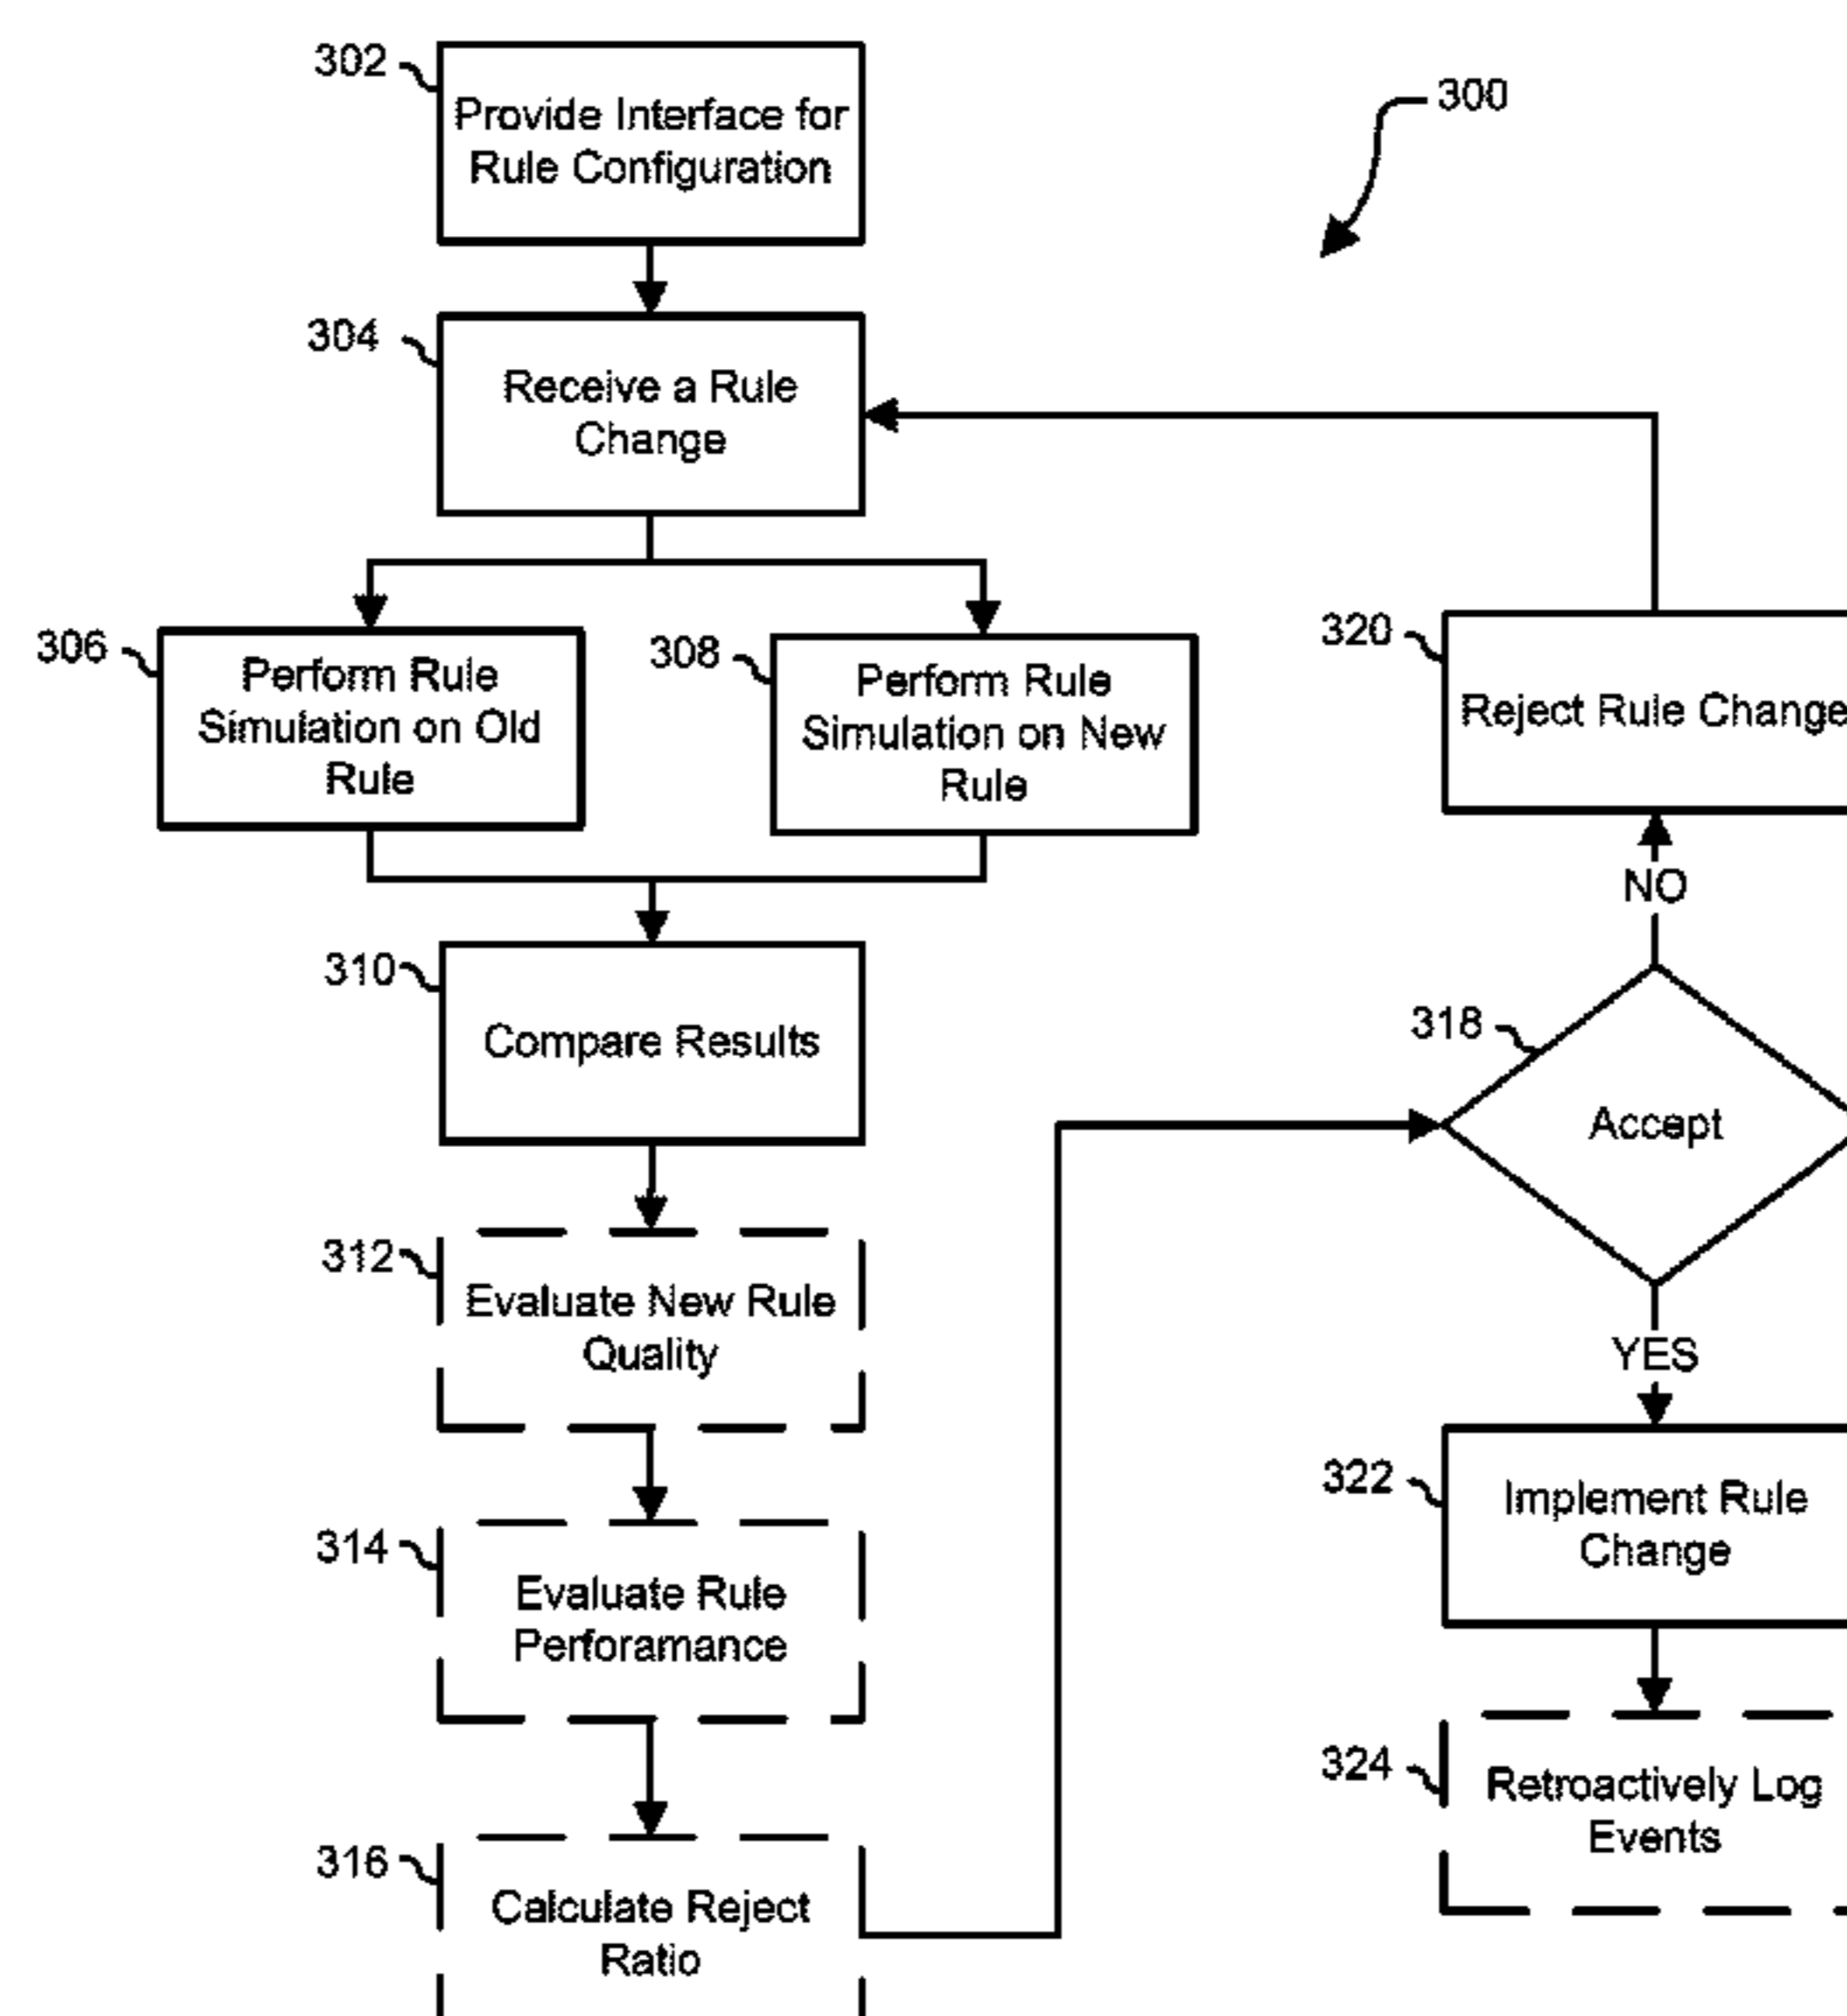 302
Provide Interface for
Rule Configuration
300
304
Receive a Rule
Change
306
Perform Rule
Simulation on Old
Rule
308
Perform Rule
Simulation on New
Rule
310
Compare Results
312
Evaluate New Rule
Quality
314
Evaluate Rule
Perforamance
316
Calculate Reject
Ratio
320
Reject Rule Change
NO
318
Accept
YES
322
Implement Rule
Change
324
Retroactively Log
Events